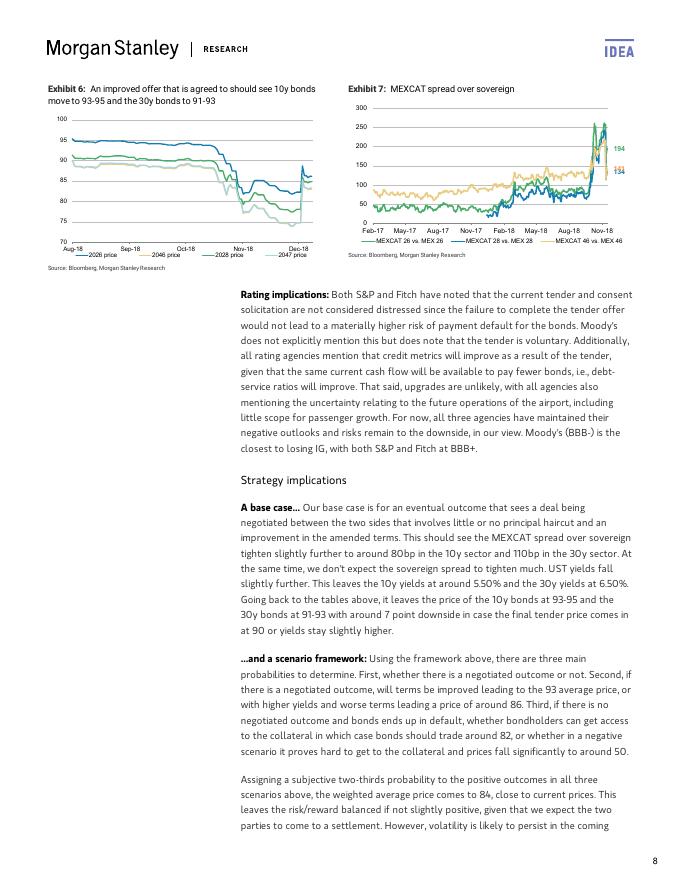 Morgan Stanley | RESEARCH
IDEA
Exhibit 6: An improved offer that is agreed to should see 10y bonds
move to 93-95 and the 30y bonds to 91-93
100
95
90
85
80
75
70
Aug-18 Sep-18 Oct-18 Nov-18 Dec-18
2026 price 2046 price 2028 price 2047 price
Source: Bloomberg, Morgan Stanley Research
Exhibit 7: MEXCAT spread over sovereign
300
250
200
150
100
50
0
194
134
Feb-17 May-17 Aug-17 Nov-17 Feb-18 May-18 Aug-18 Nov-18
MEXCAT 26 vs. MEX 26 MEXCAT 28 vs. MEX 28 MEXCAT 46 vs. MEX 46
Source: Bloomberg, Morgan Stanley Research
Rating implications: Both S&P and Fitch have noted that the current tender and consent
solicitation are not considered distressed since the failure to complete the tender offer
would not lead to a materially higher risk of payment default for the bonds. Moody's
does not explicitly mention this but does note that the tender is voluntary. Additionally,
all rating agencies mention that credit metrics will improve as a result of the tender,
given that the same current cash flow will be available to pay fewer bonds, i.e., debt-
service ratios will improve. That said, upgrades are unlikely, with all agencies also
mentioning the uncertainty relating to the future operations of the airport, including
little scope for passenger growth. For now, all three agencies have maintained their
negative outlooks and risks remain to the downside, in our view. Moody's (BBB-) is the
closest to losing IG, with both S&P and Fitch at BBB+.
Strategy implications
A base case... Our base case is for an eventual outcome that sees a deal being
negotiated between the two sides that involves little or no principal haircut and an
improvement in the amended terms. This should see the MEXCAT spread over sovereign
tighten slightly further to around 80bp in the 10y sector and 110bp in the 30y sector. At
the same time, we don't expect the sovereign spread to tighten much. UST yields fall
slightly further. This leaves the 10y yields at around 5.50% and the 30y yields at 6.50%.
Going back to the tables above, it leaves the price of the 10y bonds at 93-95 and the
30y bonds at 91-93 with around 7 point downside in case the final tender price comes in
at 90 or yields stay slightly higher.
...and a scenario framework: Using the framework above, there are three main
probabilities to determine. First, whether there is a negotiated outcome or not. Second, if
there is a negotiated outcome, will terms be improved leading to the 93 average price, or
with higher yields and worse terms leading a price of around 86. Third, if there is no
negotiated outcome and bonds ends up in default, whether bondholders can get access
to the collateral in which case bonds should trade around 82, or whether in a negative
scenario it proves hard to get to the collateral and prices fall significantly to around 50.
Assigning a subjective two-thirds probability to the positive outcomes in all three
scenarios above, the weighted average price comes to 84, close to current prices. This
leaves the risk/reward balanced if not slightly positive, given that we expect the two
parties to come to a settlement. However, volatility is likely to persist in the coming
8